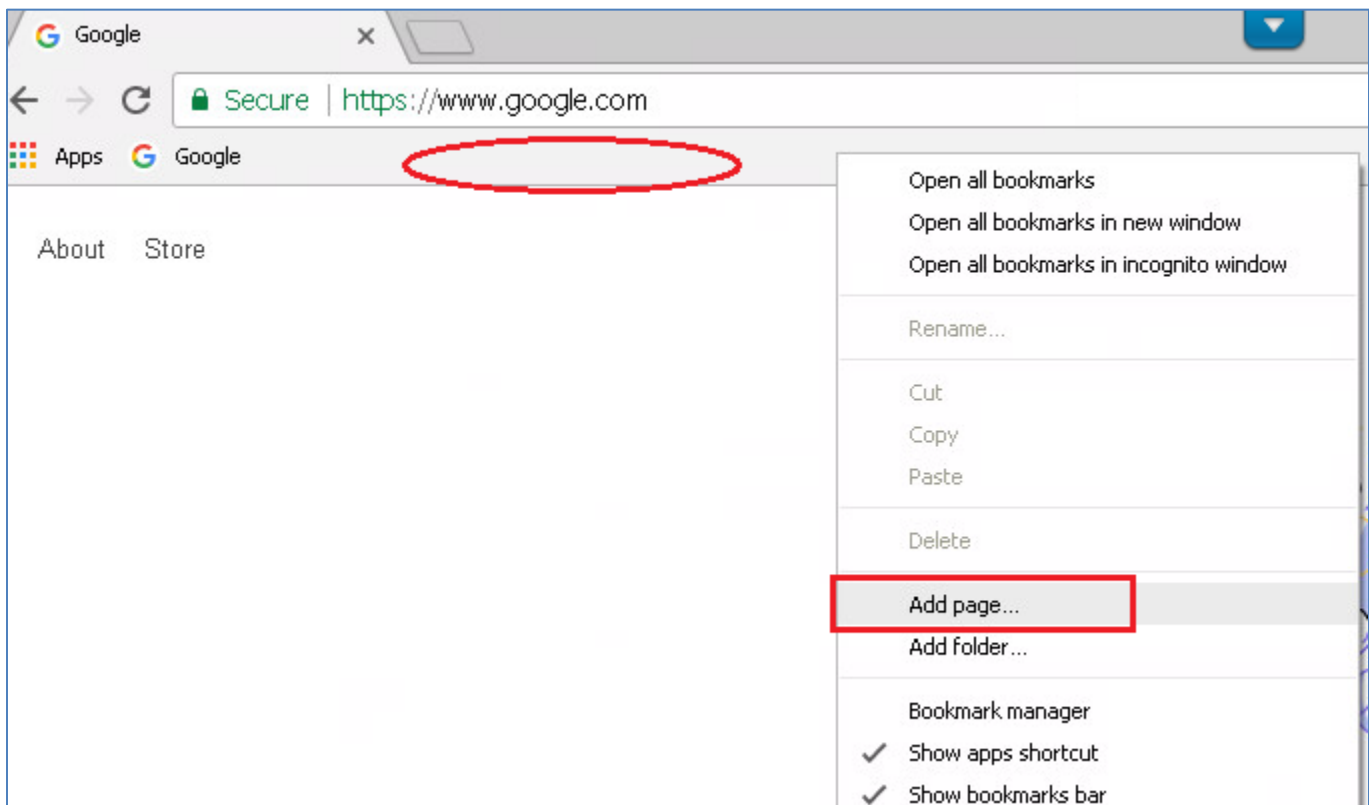 Google
Secure | https://www.google.com
Apps Google
About Store
Open all bookmarks
Open all bookmarks in new window
Open all bookmarks in incognito window
Rename...
Cut
Copy
Paste
Delete
Add page...
Add folder...
Bookmark manager
Show apps shortcut
Show bookmarks bar